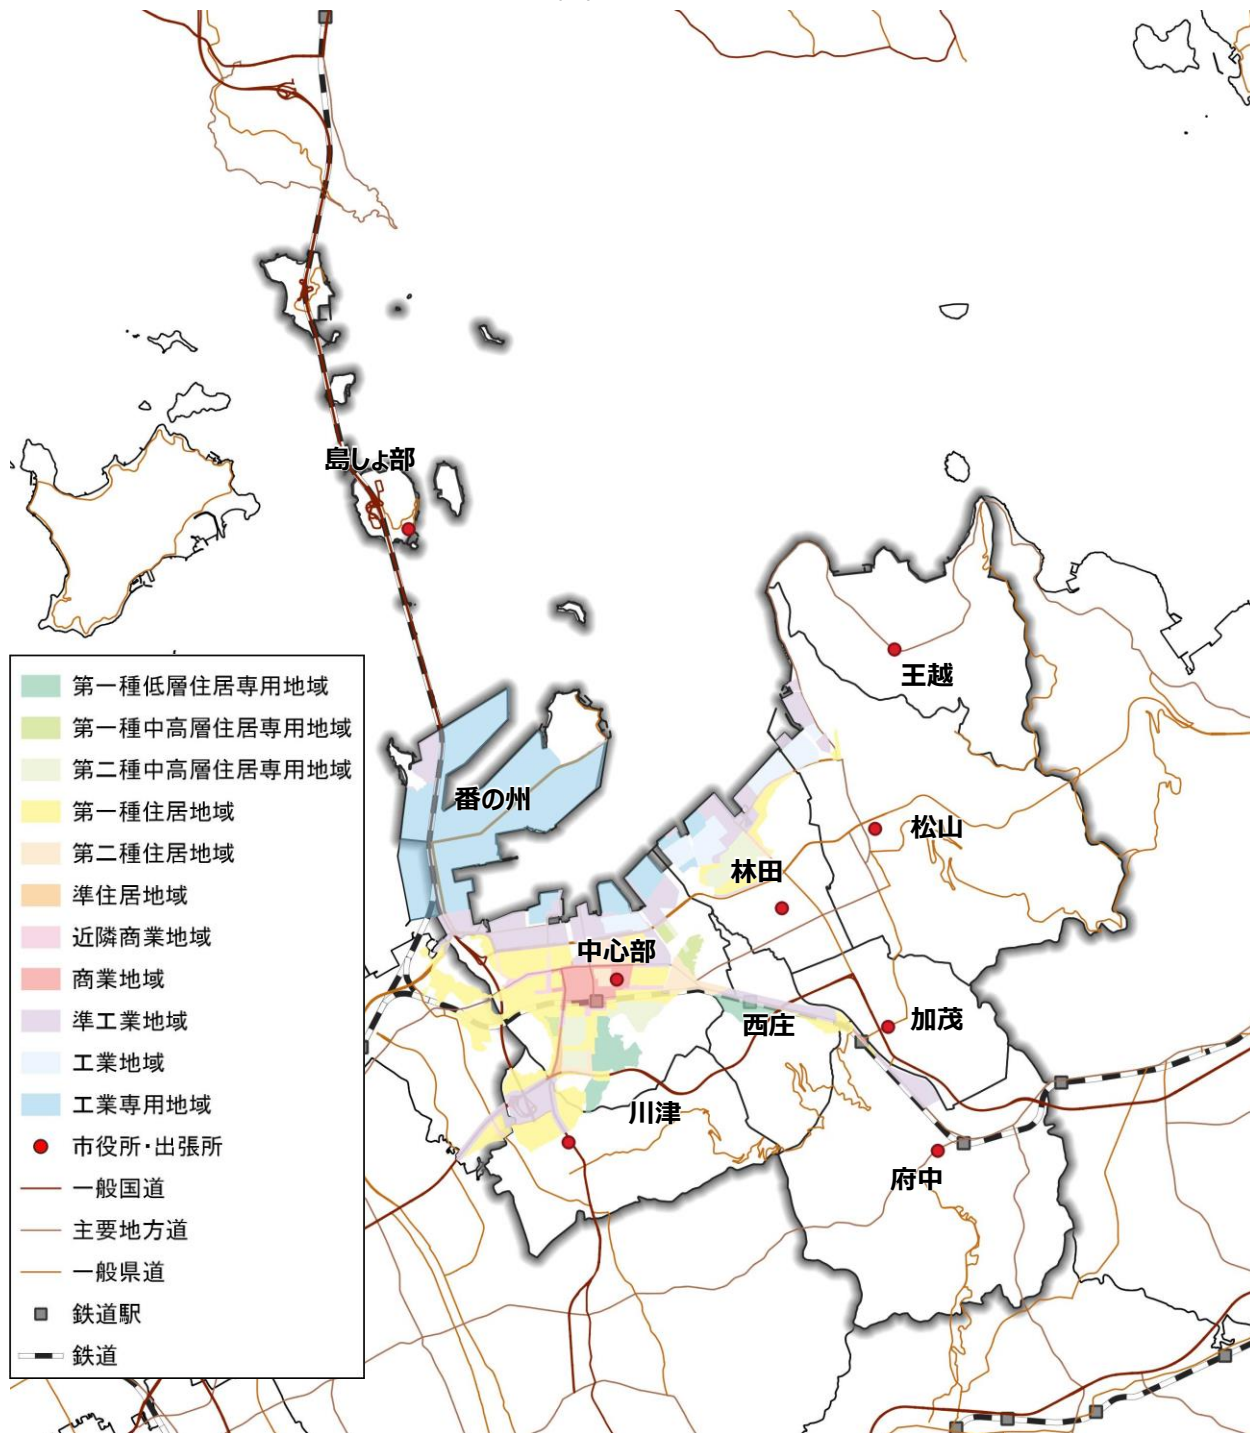 島しょ部
王越
番の州
松山
林田
中心部
加茂
西庄
川津
府中
第一種低層住居専用地域
第一種中高層住居専用地域
第二種中高層住居専用地域
第一種住居地域
第二種住居地域
準住居地域
近隣商業地域
商業地域
準工業地域
工業地域
工業専用地域
市役所・出張所
一般国道
主要地方道
一般県道
鉄道駅
鉄道